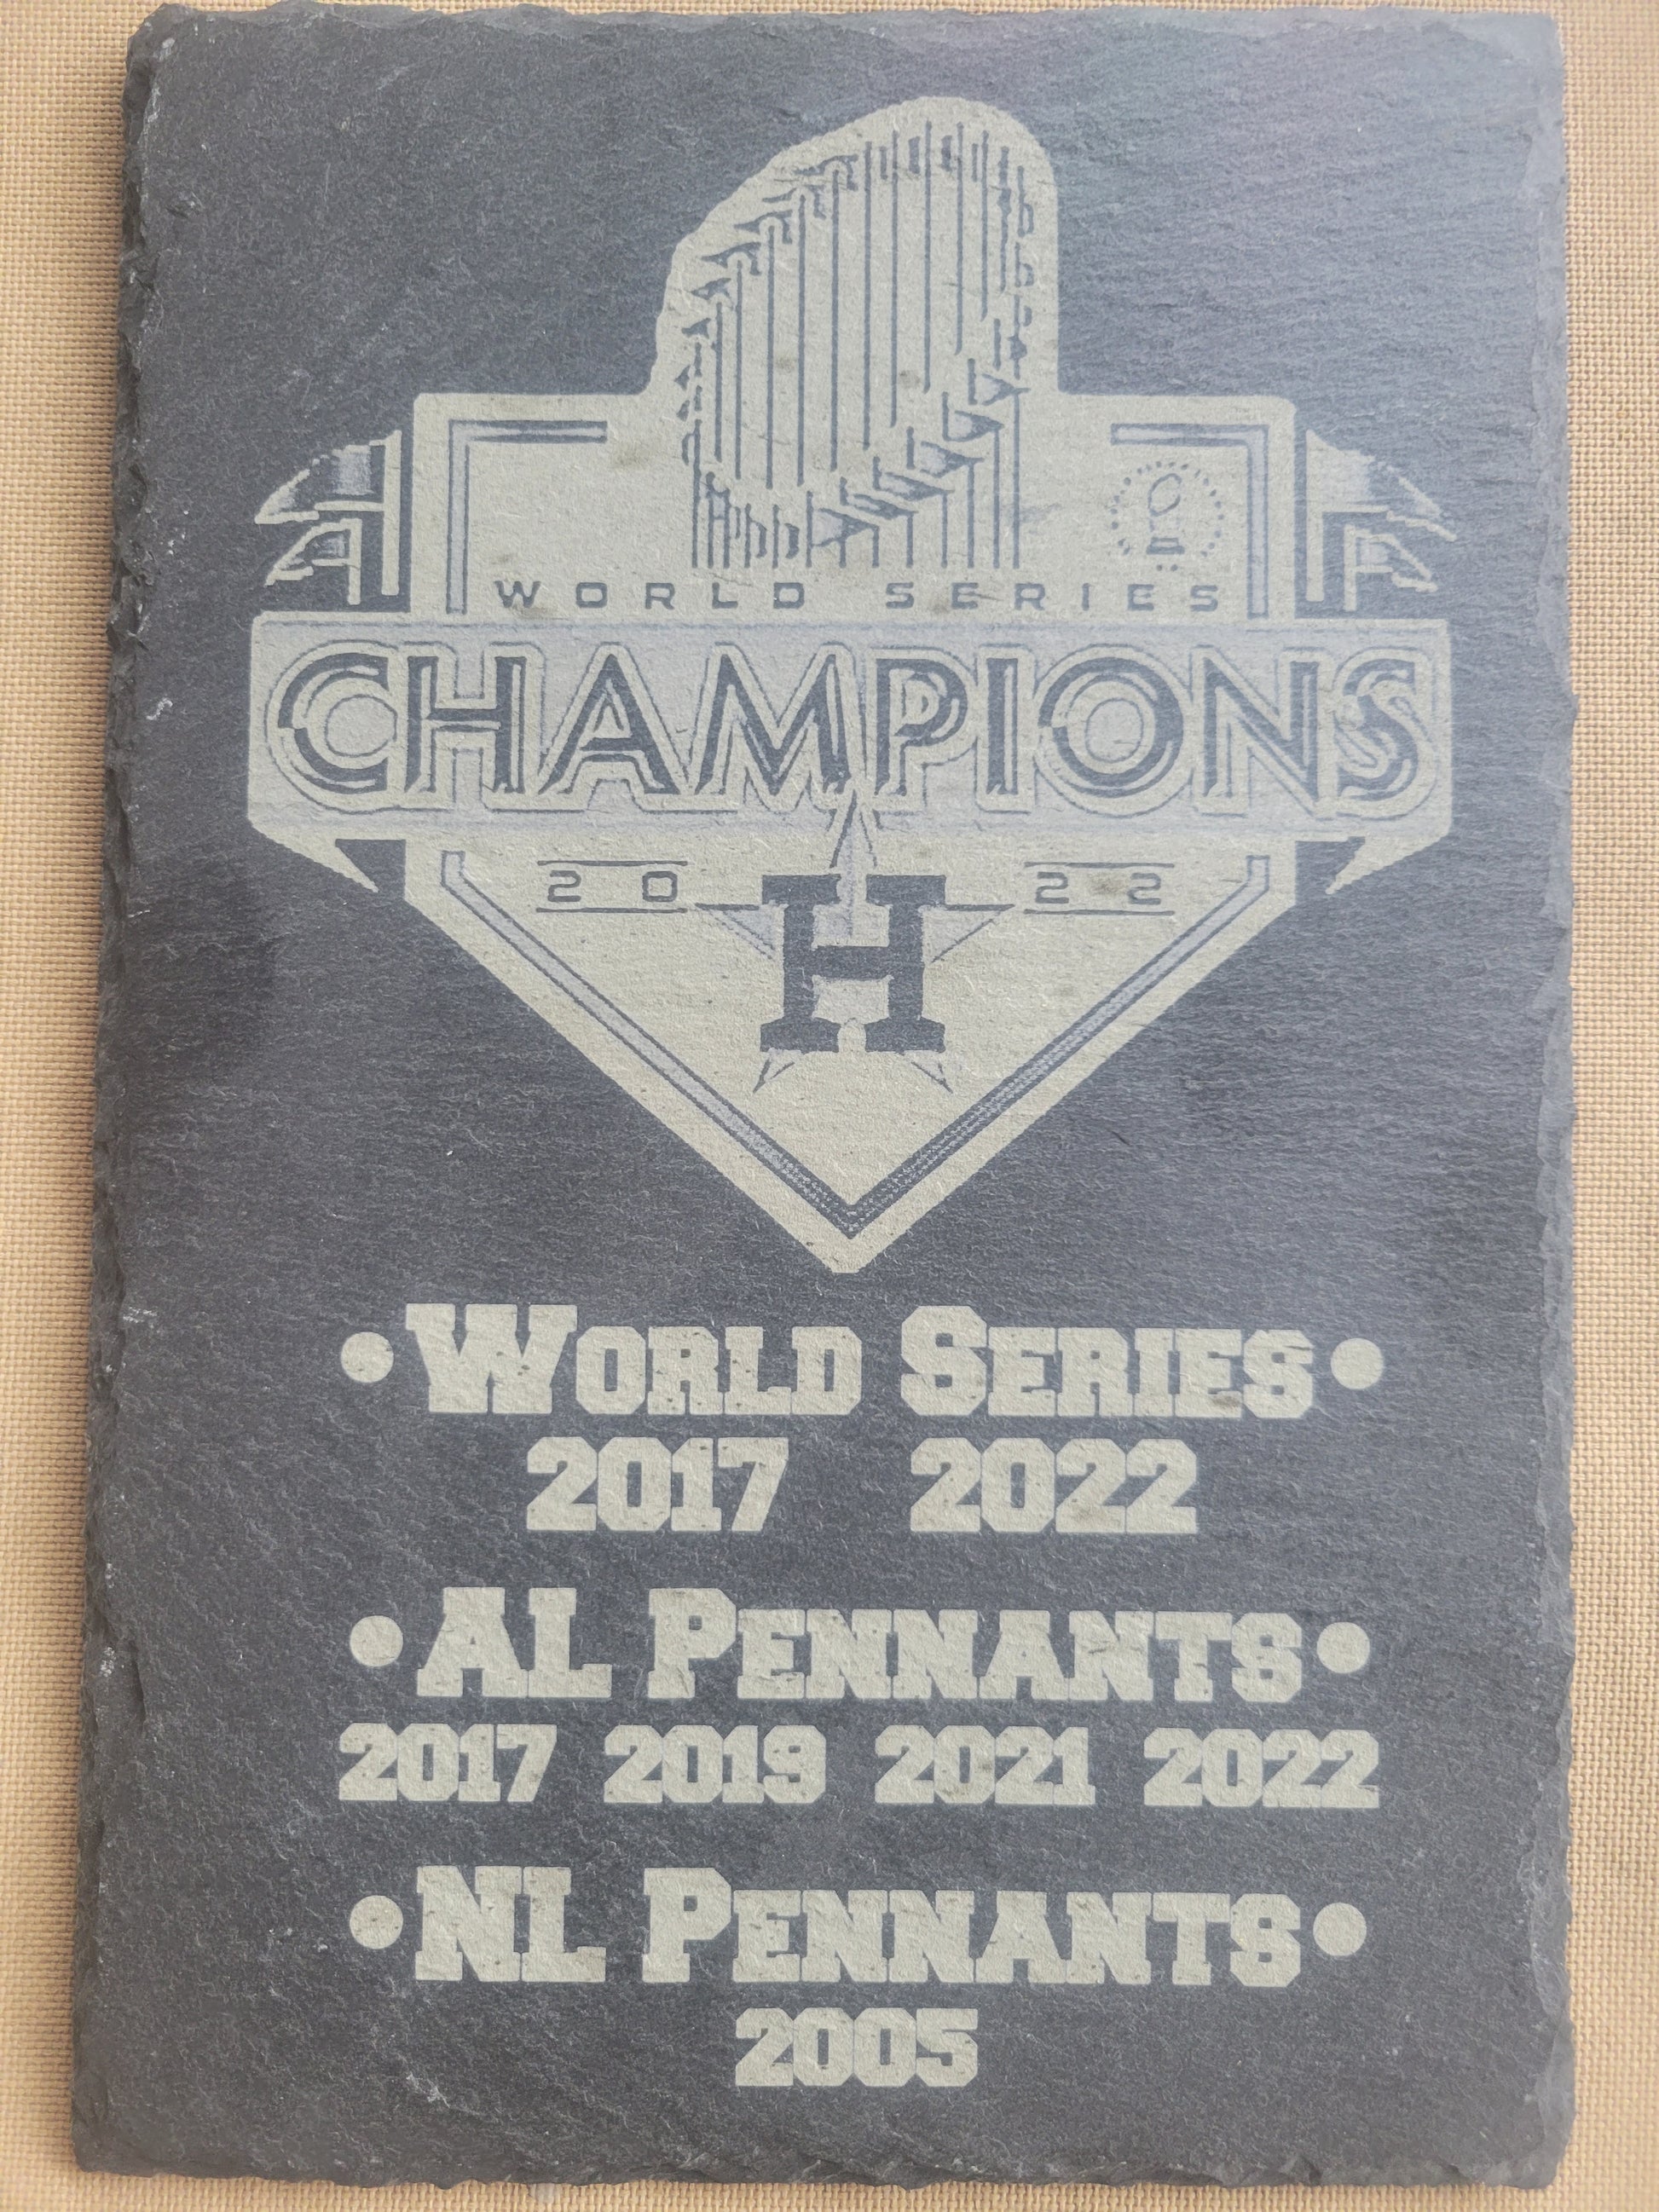 WORLD SERIES
CHAMPIONS
20 H 22
•WORLD SERIES•
2017 2022
•AL PENNANTS•
2017 2019 2021 2022
•NL PENNANTS•
2005